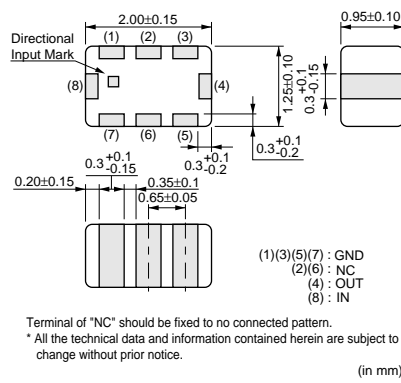 2.00±0.15
0.95±0.10
Directional
Input Mark
(1) (2) (3)
(8)
(4)
(7) (6) (5)
1.25±0.10
0.3 +0.1 -0.15
0.3 +0.1 -0.2
0.3 +0.1 -0.2
0.3 +0.1 -0.15
0.20±0.15
0.35±0.1
0.65±0.05
(1)(3)(5)(7) : GND
(2)(6) : NC
(4) : OUT
(8) : IN
Terminal of "NC" should be fixed to no connected pattern.
* All the technical data and information contained herein are subject to
change without prior notice.
(in mm)